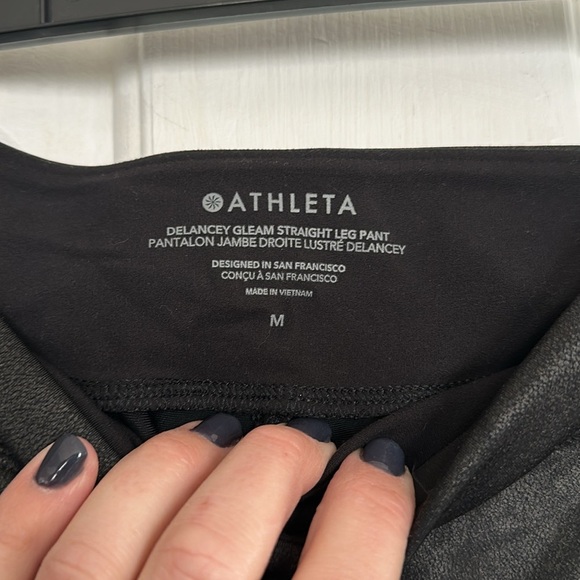 ATHLETA
DELANCEY GLEAM STRAIGHT LEG PANT
PANTALON JAMBE DROITE LUSTRÉ DELANCEY
DESIGNED IN SAN FRANCISCO
CONÇU À SAN FRANCISCO
MADE IN VIETNAM
M